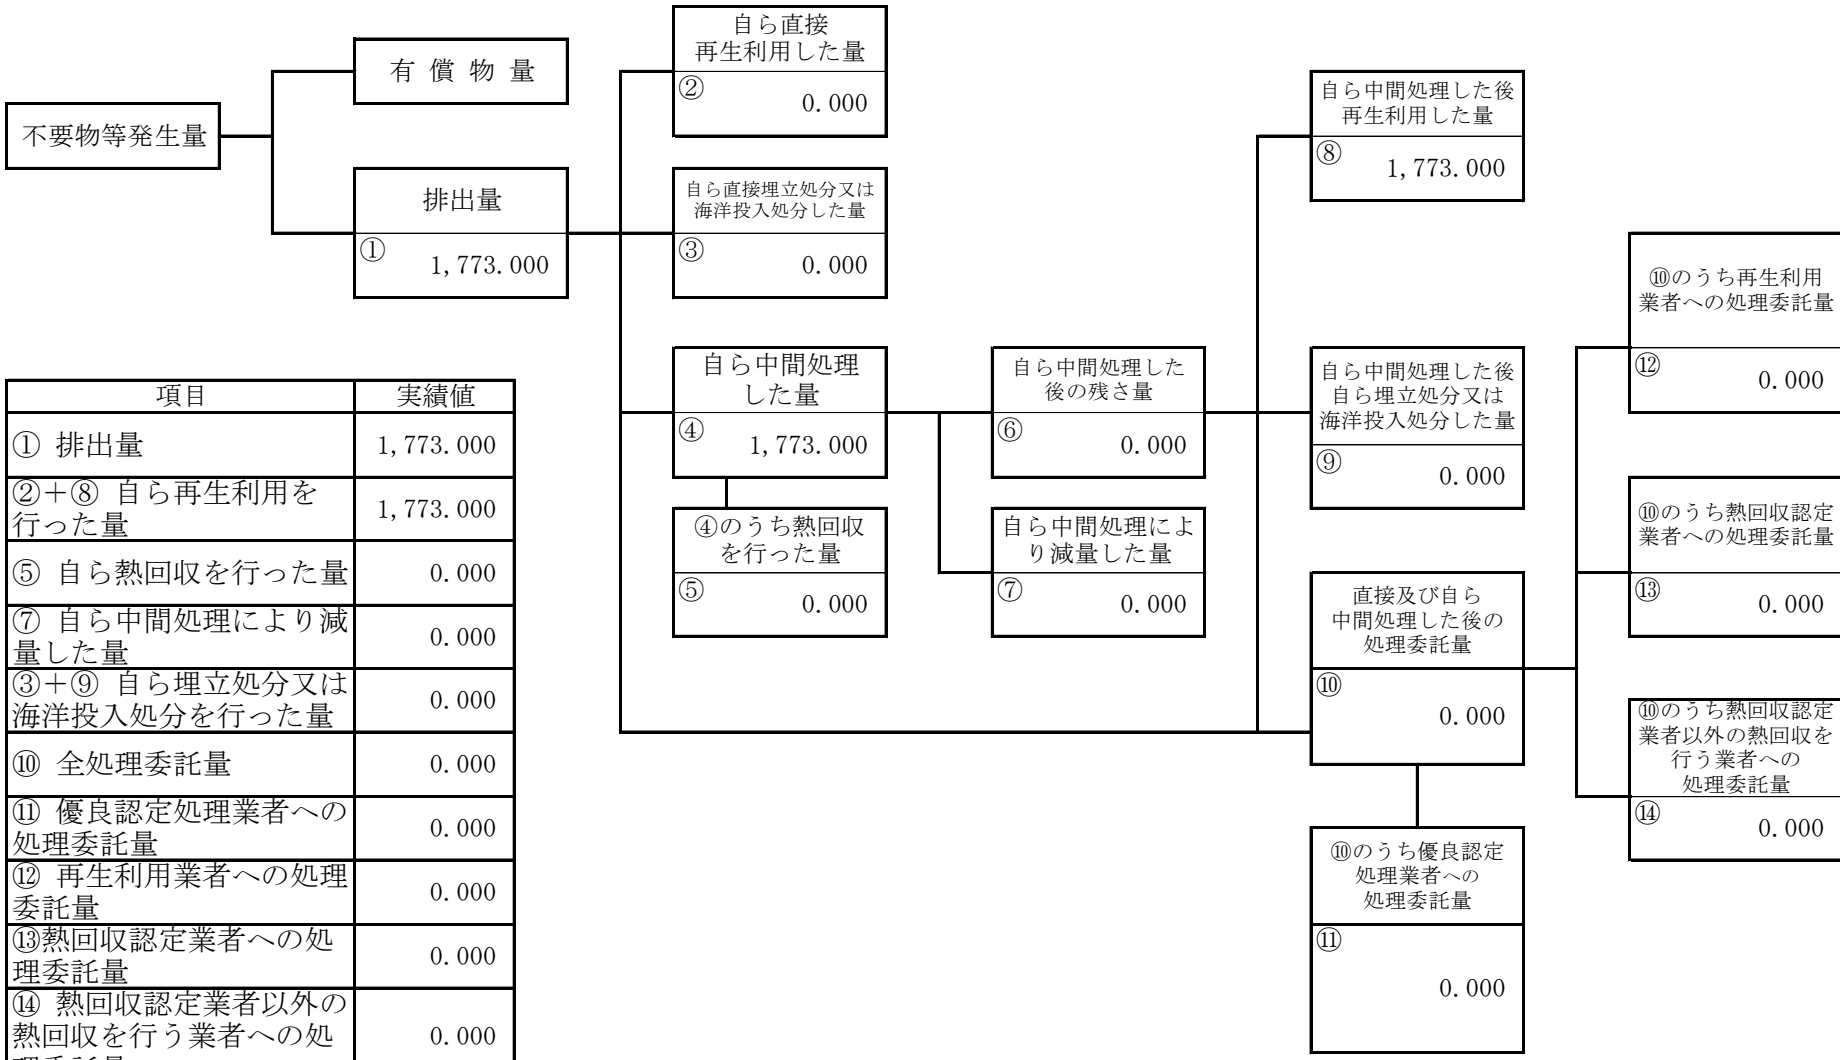 不要物等発生量
有 償 物 量
排出量
①
1,773.000
自ら直接
再生利用した量
②
0.000
自ら直接埋立処分又は
海洋投入処分した量
③
0.000
自ら中間処理
した量
④
1,773.000
④のうち熱回収
を行った量
⑤
0.000
自ら中間処理した
後の残さ量
⑥
0.000
自ら中間処理によ
り減量した量
⑦
0.000
自ら中間処理した後
再生利用した量
⑧
1,773.000
自ら中間処理した後
自ら埋立処分又は
海洋投入処分した量
⑨
0.000
直接及び自ら
中間処理した後の
処理委託量
⑩
0.000
⑩のうち優良認定
処理業者への
処理委託量
⑪
0.000
⑩のうち再生利用
業者への処理委託量
⑫
0.000
⑩のうち熱回収認定
業者への処理委託量
⑬
0.000
⑩のうち熱回収認定
業者以外の熱回収を
行う業者への
処理委託量
⑭
0.000
項目 実績値
① 排出量 1,773.000
②＋⑧ 自ら再生利用を
行った量 1,773.000
⑤ 自ら熱回収を行った量 0.000
⑦ 自ら中間処理により減
量した量 0.000
③＋⑨ 自ら埋立処分又は
海洋投入処分を行った量 0.000
⑩ 全処理委託量 0.000
⑪ 優良認定処理業者への
処理委託量 0.000
⑫ 再生利用業者への処理
委託量 0.000
⑬熱回収認定業者への処
理委託量 0.000
⑭ 熱回収認定業者以外の
熱回収を行う業者への処 0.000